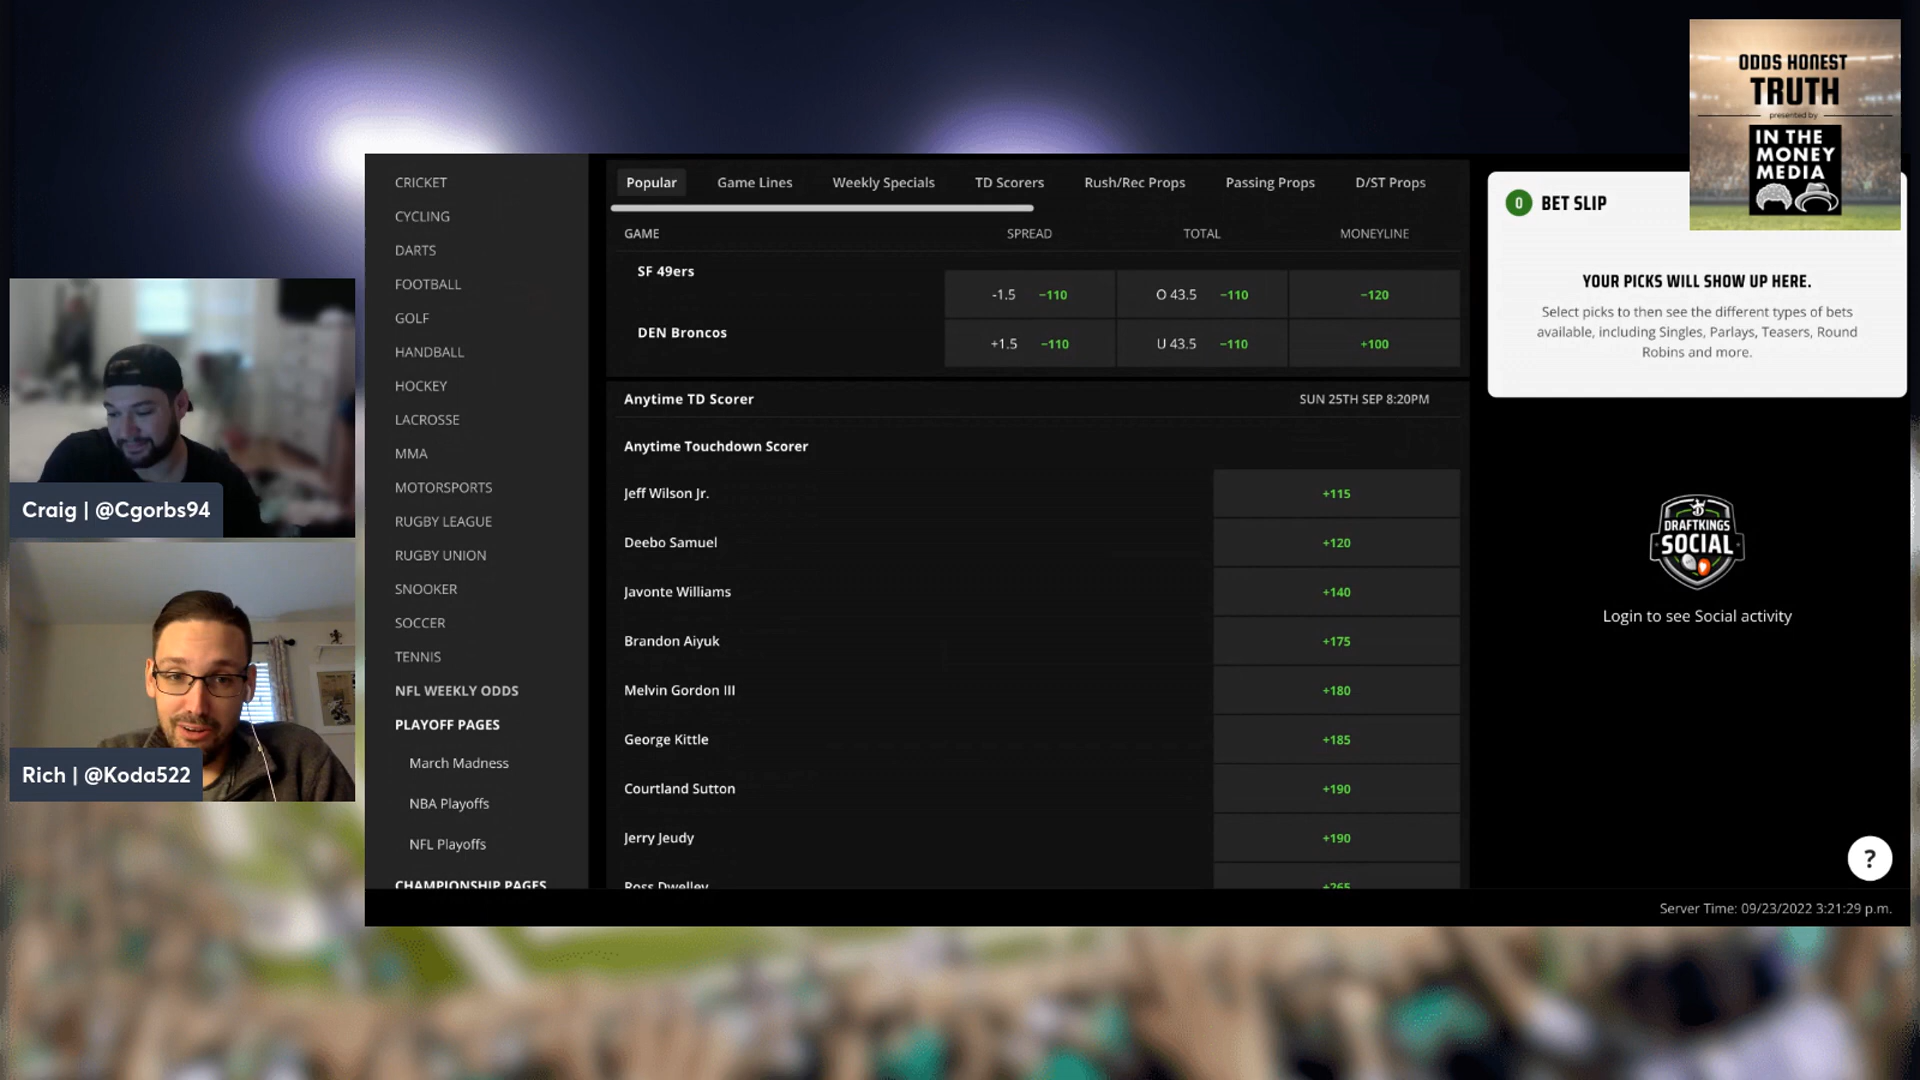 ODDS HONEST
TRUTH
presented by
IN THE
MONEY
MEDIA
CRICKET
CYCLING
DARTS
FOOTBALL
GOLF
HANDBALL
HOCKEY
LACROSSE
MMA
MOTORSPORTS
RUGBY LEAGUE
RUGBY UNION
SNOOKER
SOCCER
TENNIS
NFL WEEKLY ODDS
PLAYOFF PAGES
March Madness
NBA Playoffs
NFL Playoffs
CHAMPIONSHIP PAGES
Popular Game Lines Weekly Specials TD Scorers Rush/Rec Props Passing Props D/ST Props
GAME SPREAD TOTAL MONEYLINE
SF 49ers -1.5 −110 O 43.5 −110 −120
DEN Broncos +1.5 −110 U 43.5 −110 +100
Anytime TD Scorer SUN 25TH SEP 8:20PM
Anytime Touchdown Scorer
Jeff Wilson Jr. +115
Deebo Samuel +120
Javonte Williams +140
Brandon Aiyuk +175
Melvin Gordon III +180
George Kittle +185
Courtland Sutton +190
Jerry Jeudy +190
Ross Dwelley +265
0 BET SLIP
YOUR PICKS WILL SHOW UP HERE.
Select picks to then see the different types of bets
available, including Singles, Parlays, Teasers, Round
Robins and more.
DRAFTKINGS
SOCIAL
Login to see Social activity
?
Server Time: 09/23/2022 3:21:29 p.m.
Craig | @Cgorbs94
Rich | @Koda522